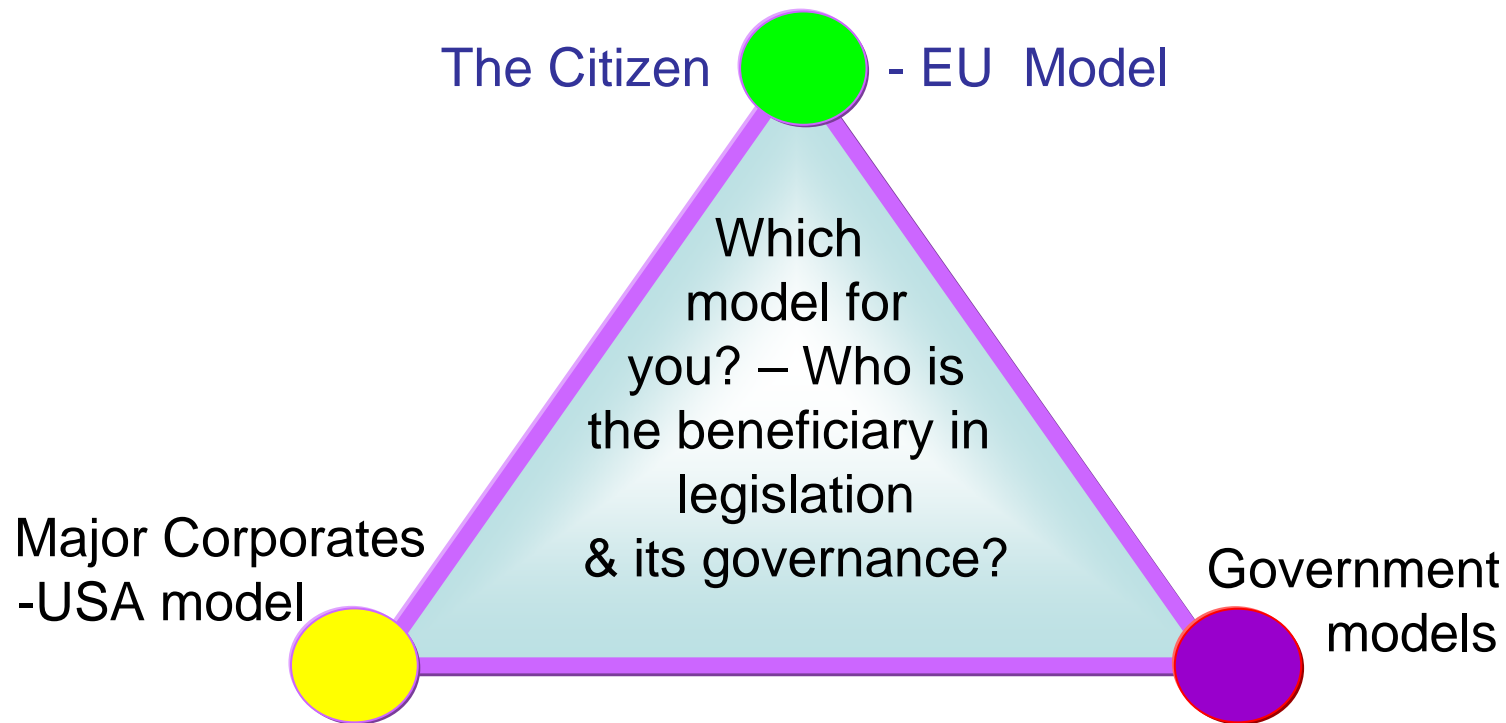 The Citizen - EU Model
Which
model for
you? – Who is
the beneficiary in
legislation
& its governance?
Major Corporates
-USA model
Government
models